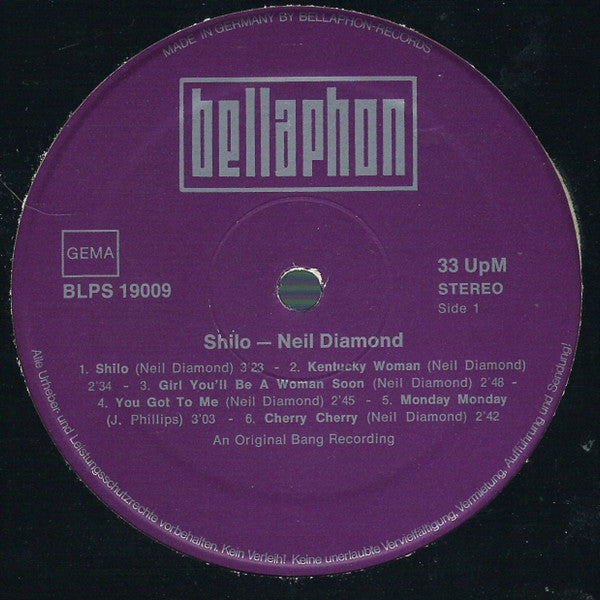 MADE IN GERMANY BY BELLAPHON-RECORDS
bellaphon
GEMA
BLPS 19009
33 UpM
STEREO
Side 1
Shilo – Neil Diamond
1. Shilo (Neil Diamond) 3'23 - 2. Kentucky Woman (Neil Diamond)
2'34 - 3. Girl You'll Be A Woman Soon (Neil Diamond) 2'48 -
4. You Got To Me (Neil Diamond) 2'45 - 5. Monday Monday
(J. Phillips) 3'03 - 6. Cherry Cherry (Neil Diamond) 2'42
An Original Bang Recording
Alle Urheber- und Leistungsschutzrechte vorbehalten. Kein Verleih! Keine unerlaubte Vervielfältigung, Vermietung, Aufführung und Sendung!